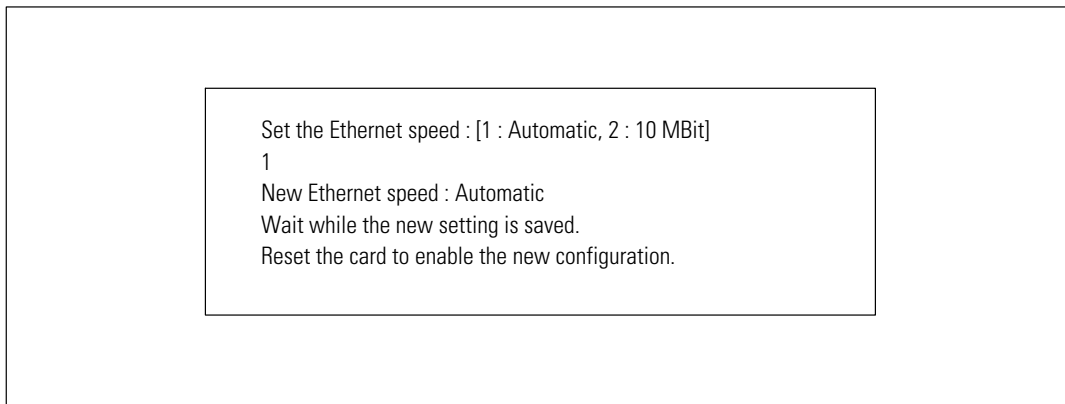 Set the Ethernet speed : [1 : Automatic, 2 : 10 MBit]
1
New Ethernet speed : Automatic
Wait while the new setting is saved.
Reset the card to enable the new configuration.